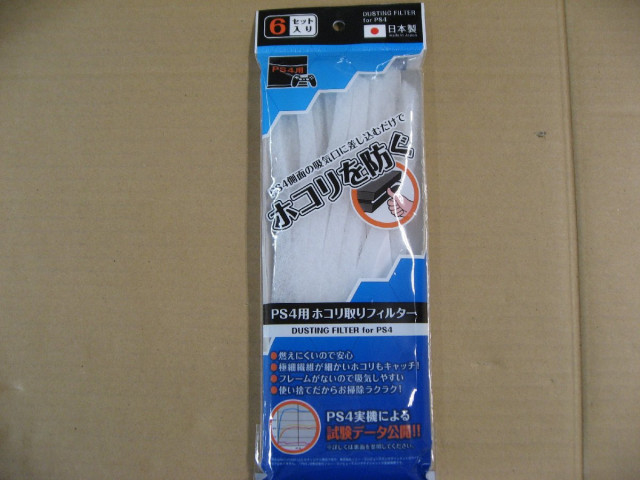 6
セット
入り
DUSTING FILTER
for PS4
日本製
MADE IN JAPAN
PS4用
PS4側面の吸気口に差し込むだけで
ホコリを防ぐ
PS4用ホコリ取りフィルター
DUSTING FILTER for PS4
●燃えにくいので安心
●極細繊維が細かいホコリもキャッチ!
●フレームがないので吸気しやすい
●使い捨てだからお掃除ラクラク!
PS4実機による
試験データ公開!!